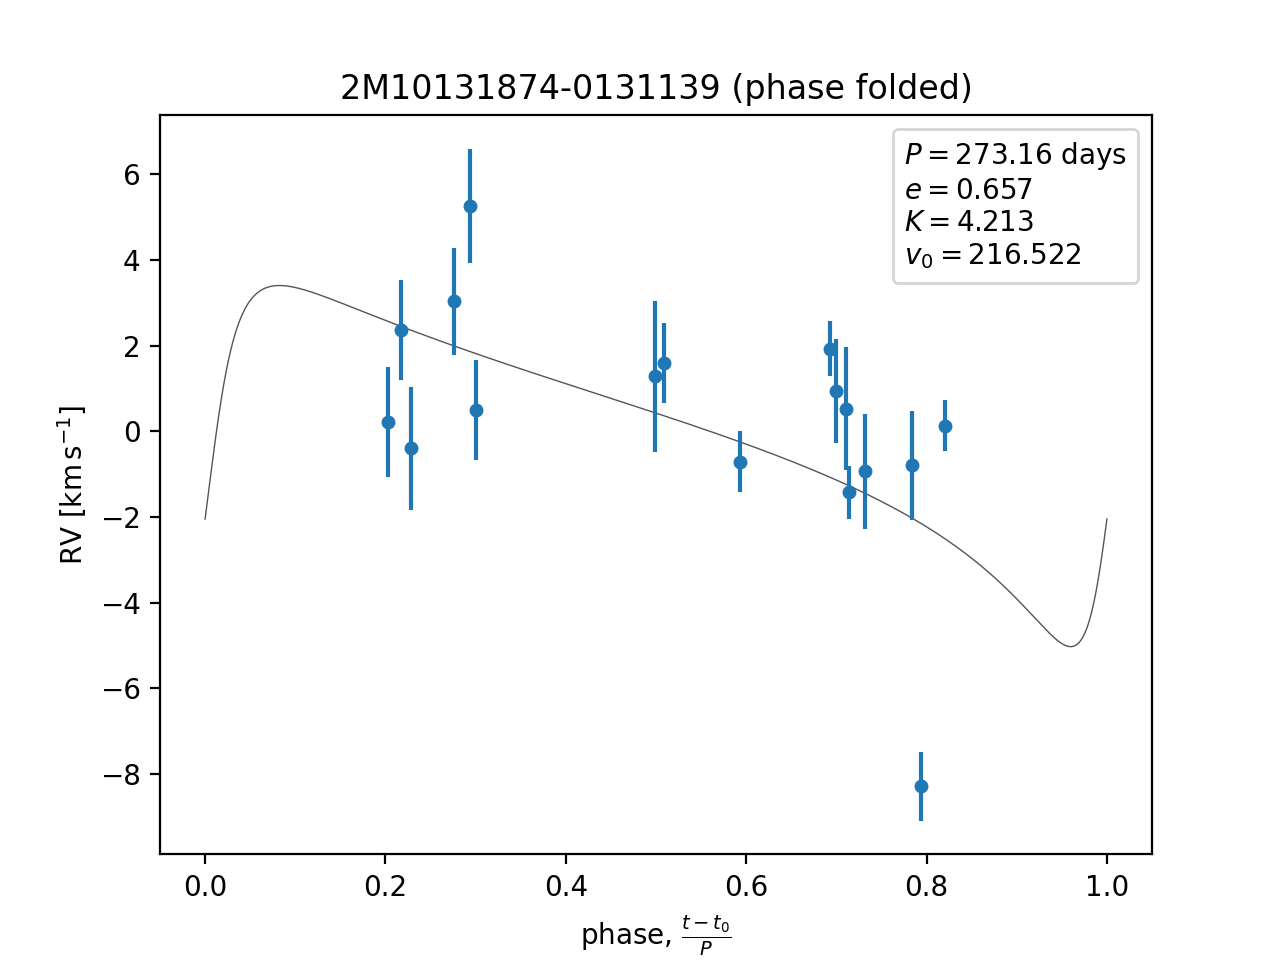 2M10131874-0131139 (phase folded)
P = 273.16 days
e = 0.657
K = 4.213
v₀ = 216.522
RV [km s⁻¹]
6
4
2
0
−2
−4
−6
−8
0.0 0.2 0.4 0.6 0.8 1.0
phase, (t − t₀)/P